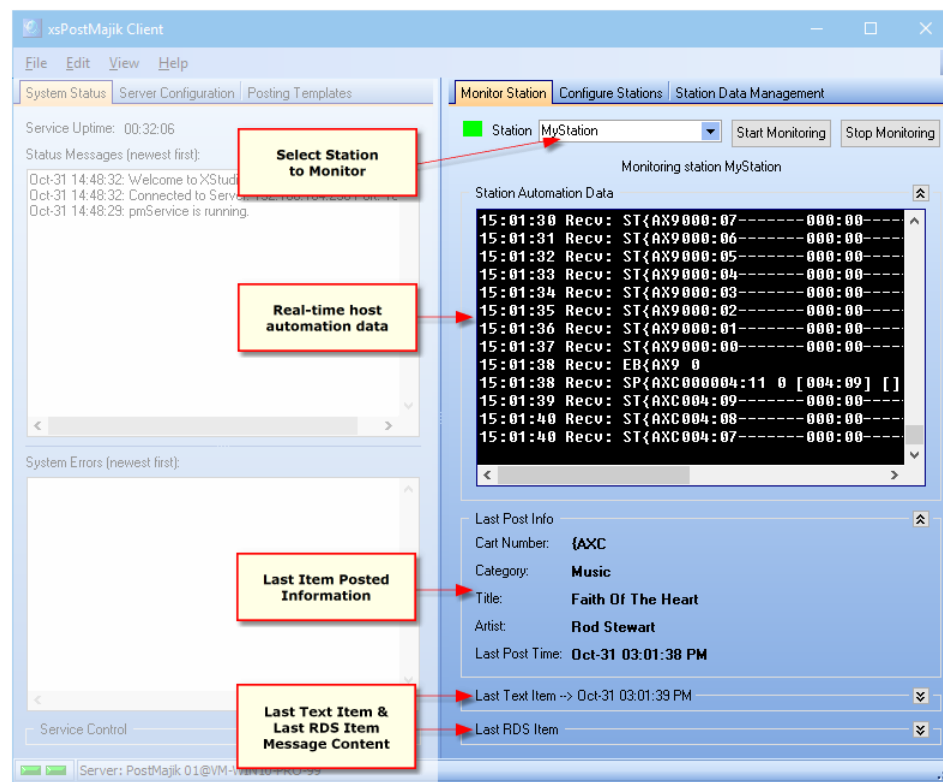 xsPostMajik Client
File Edit View Help
System Status Server Configuration Posting Templates
Service Uptime: 00:32:06
Status Messages (newest first):
Oct-31 14:48:32: Welcome to XStudi
Oct-31 14:48:32: Connected to Server:
Oct-31 14:48:29: pmService is running.
System Errors (newest first):
Service Control
Select Station
to Monitor
Real-time host
automation data
Last Item Posted
Information
Last Text Item &
Last RDS Item
Message Content
Monitor Station Configure Stations Station Data Management
Station MyStation Start Monitoring Stop Monitoring
Monitoring station MyStation
Station Automation Data
15:01:30 Recv: ST{AX9000:07-------000:00----
15:01:31 Recv: ST{AX9000:06-------000:00----
15:01:32 Recv: ST{AX9000:05-------000:00----
15:01:33 Recv: ST{AX9000:04-------000:00----
15:01:34 Recv: ST{AX9000:03-------000:00----
15:01:35 Recv: ST{AX9000:02-------000:00----
15:01:36 Recv: ST{AX9000:01-------000:00----
15:01:37 Recv: ST{AX9000:00-------000:00----
15:01:38 Recv: EB{AX9 0
15:01:38 Recv: SP{AXC000004:11 0 [004:09] []
15:01:39 Recv: ST{AXC004:09-------000:00----
15:01:40 Recv: ST{AXC004:08-------000:00----
15:01:40 Recv: ST{AXC004:07-------000:00----
Last Post Info
Cart Number: {AXC
Category: Music
Title: Faith Of The Heart
Artist: Rod Stewart
Last Post Time: Oct-31 03:01:38 PM
Last Text Item --> Oct-31 03:01:39 PM
Last RDS Item
Server: PostMajik 01@VM-WIN10-PRO-99